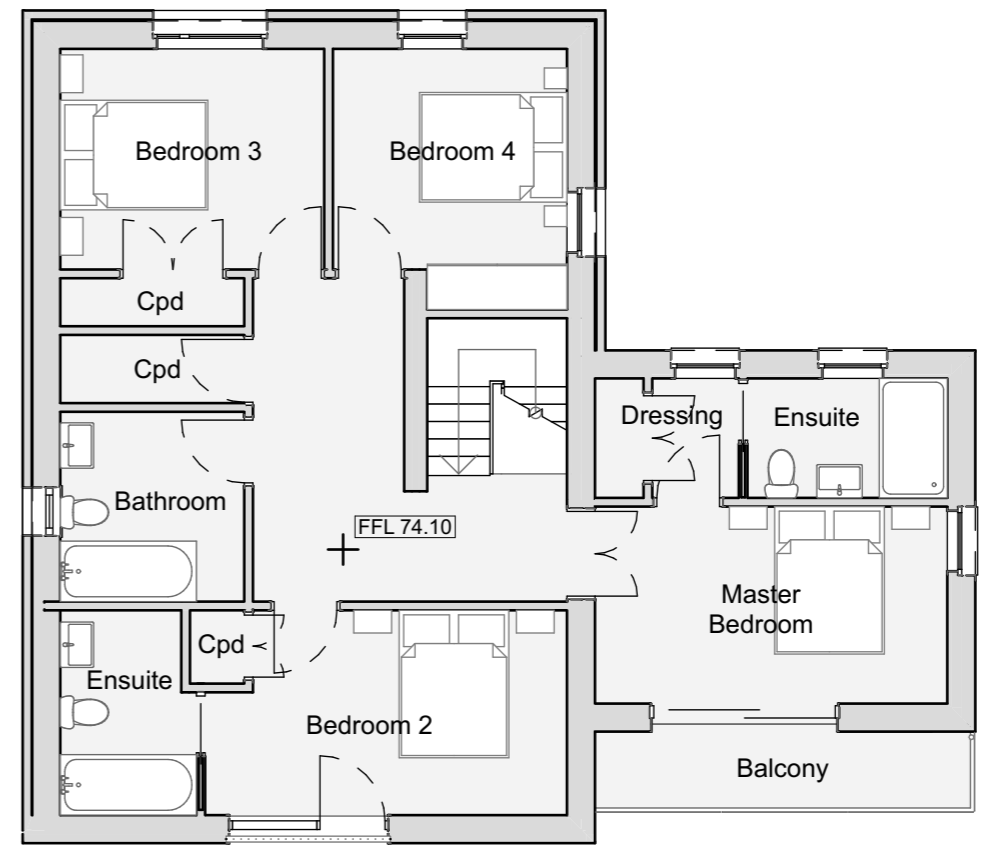 Bedroom 3
Bedroom 4
Cpd
Cpd
Dressing
Ensuite
Bathroom
FFL 74.10
Master
Bedroom
Cpd
Ensuite
Bedroom 2
Balcony